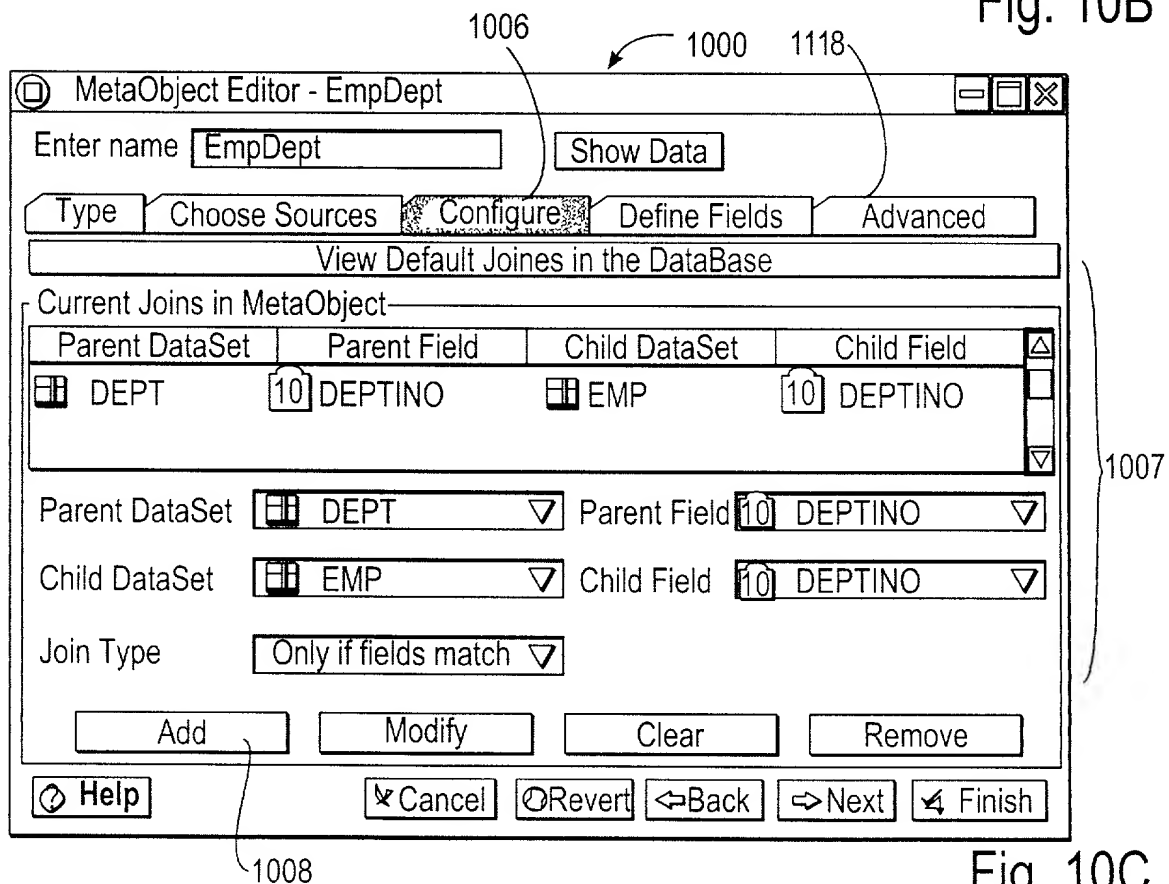 Fig. 10B
1006
1000
1118
MetaObject Editor - EmpDept
Enter name EmpDept Show Data
Type Choose Sources Configure Define Fields Advanced
View Default Joines in the DataBase
Current Joins in MetaObject
Parent DataSet Parent Field Child DataSet Child Field
DEPT 10 DEPTINO EMP 10 DEPTINO
1007
Parent DataSet DEPT Parent Field 10 DEPTINO
Child DataSet EMP Child Field 10 DEPTINO
Join Type Only if fields match
Add Modify Clear Remove
? Help Cancel Revert Back Next Finish
1008
Fig. 10C